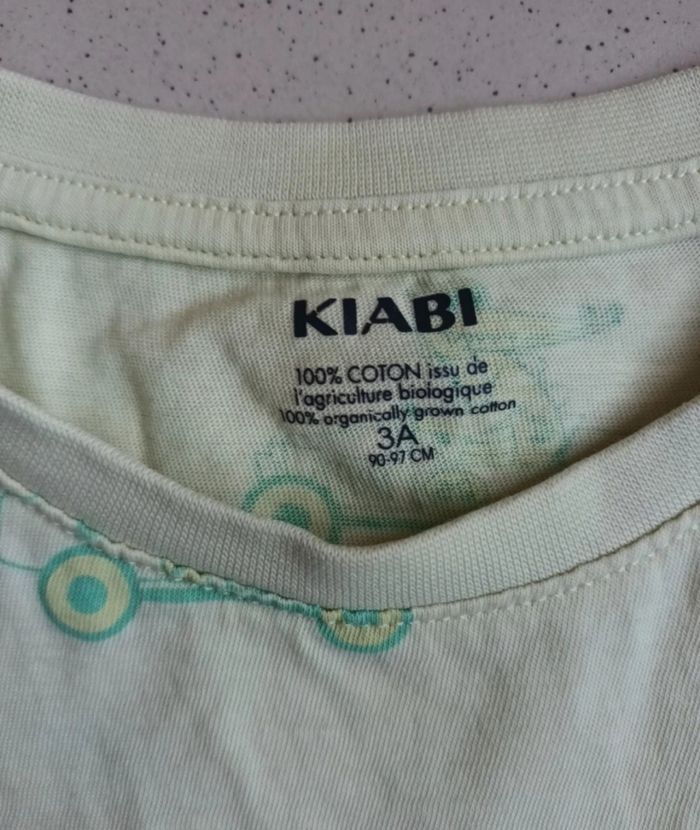 KIABI
100% COTON issu de
l'agriculture biologique
100% organically grown cotton
3A
90-97 CM